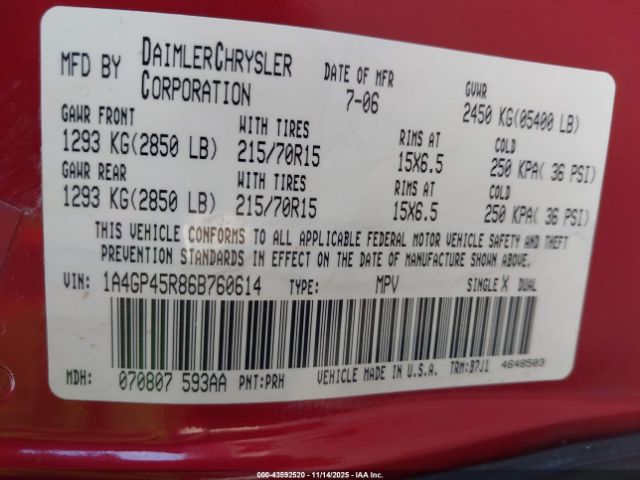 MFD BY DAIMLERCHRYSLER CORPORATION DATE OF MFR 7-06 GVWR 2450 KG(05400 LB)
GAWR FRONT WITH TIRES RIMS AT COLD
1293 KG(2850 LB) 215/70R15 15X6.5 250 KPA( 36 PSI)
GAWR REAR WITH TIRES RIMS AT COLD
1293 KG(2850 LB) 215/70R15 15X6.5 250 KPA( 36 PSI)
THIS VEHICLE CONFORMS TO ALL APPLICABLE FEDERAL MOTOR VEHICLE SAFETY AND THEFT
PREVENTION STANDARDS IN EFFECT ON THE DATE OF MANUFACTURE SHOWN ABOVE.
VIN: 1A4GP45R86B760614 TYPE: MPV SINGLE X DUAL
MDH: 070807 593AA PNT:PRH VEHICLE MADE IN U.S.A. TRM:B7J1 4648503
000-43592520 - 11/14/2025 - IAAI.COM